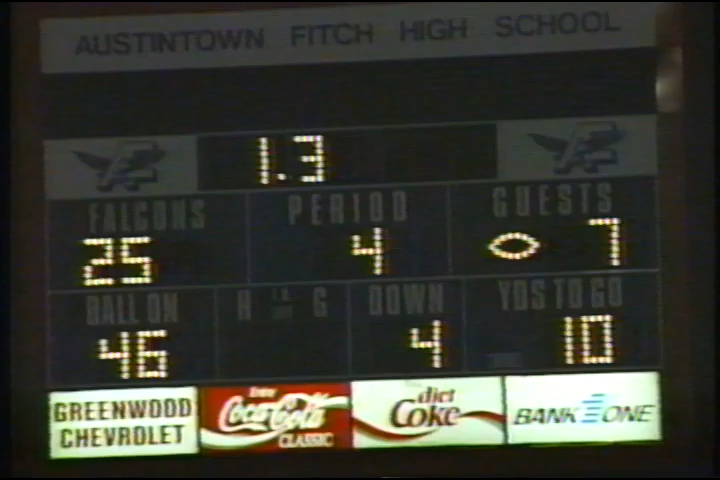 AUSTINTOWN FITCH HIGH SCHOOL
1.3
FALCONS PERIOD GUESTS
25 4 7
BALL ON H G DOWN YDS TO GO
46 4 10
GREENWOOD CHEVROLET
Coca-Cola CLASSIC
diet Coke
BANK ONE